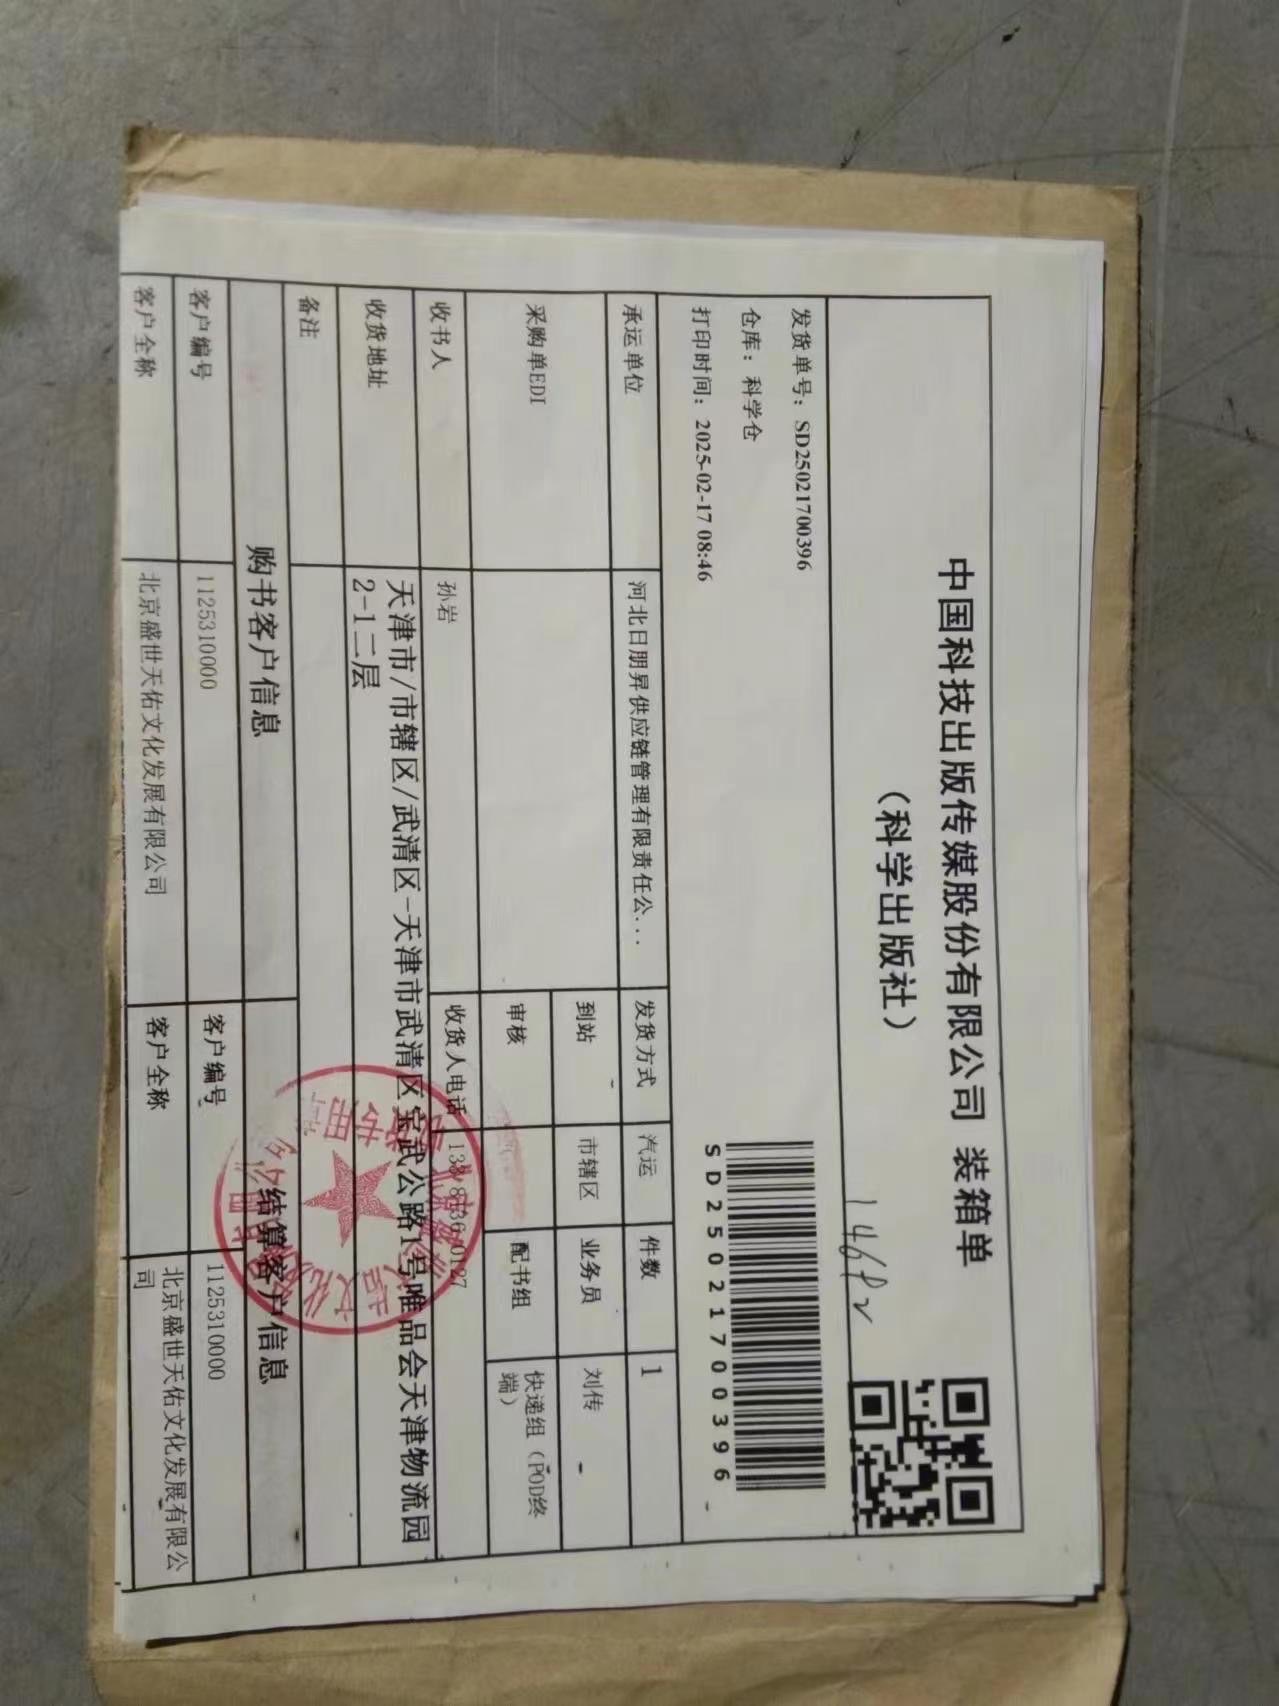 中国科技出版传媒股份有限公司 装箱单
（科学出版社）
发货单号：SD25021700396
仓库：科学仓
打印时间：2025-02-17 08:46
SD25021700396
承运单位 河北日朋昇供应链管理有限责任公... 发货方式 汽运 件数 1
采购单EDI 到站 市辖区 业务员 刘传
审核 配书组 快递组（POD终
端）
收书人 孙岩 收货人电话
收货地址 天津市/市辖区/武清区-天津市武清区宝武公路1号唯品会天津物流园
2-1二层
备注
购书客户信息 结算客户信息
客户编号 1125310000 客户编号 1125310000
客户全称 北京盛世天佑文化发展有限公司 客户全称 北京盛世天佑文化发展有限公
司